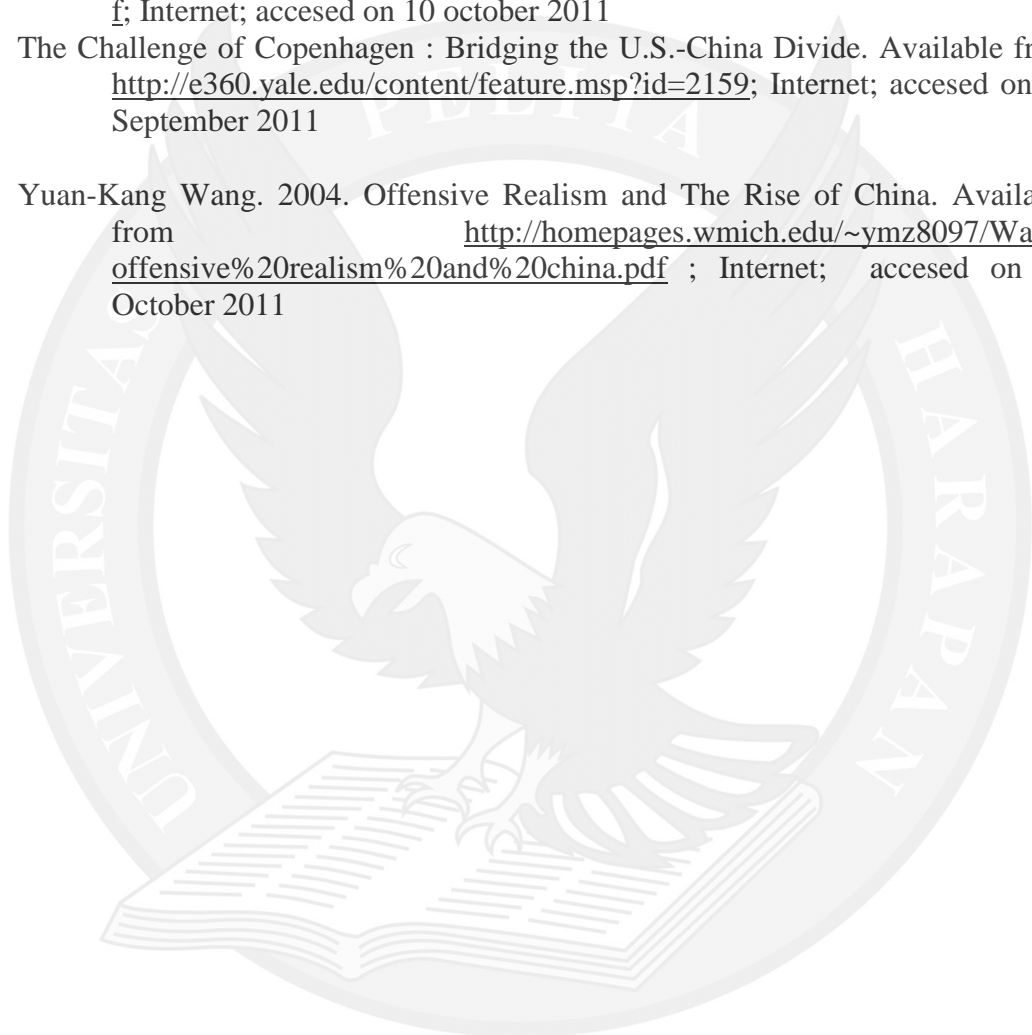 f; Internet; accesed on 10 october 2011
The Challenge of Copenhagen : Bridging the U.S.-China Divide. Available
http://e360.yale.edu/content/feature.msp?id=2159; Internet; accesed on
September 2011
Yuan-Kang Wang. 2004. Offensive Realism and The Rise of China.
from http://homepages.wmich.edu/~ymz8097/Wa
offensive%20realism%20and%20china.pdf ; Internet; accesed on
October 2011
UNIVERSITAS PELITA HARAPAN